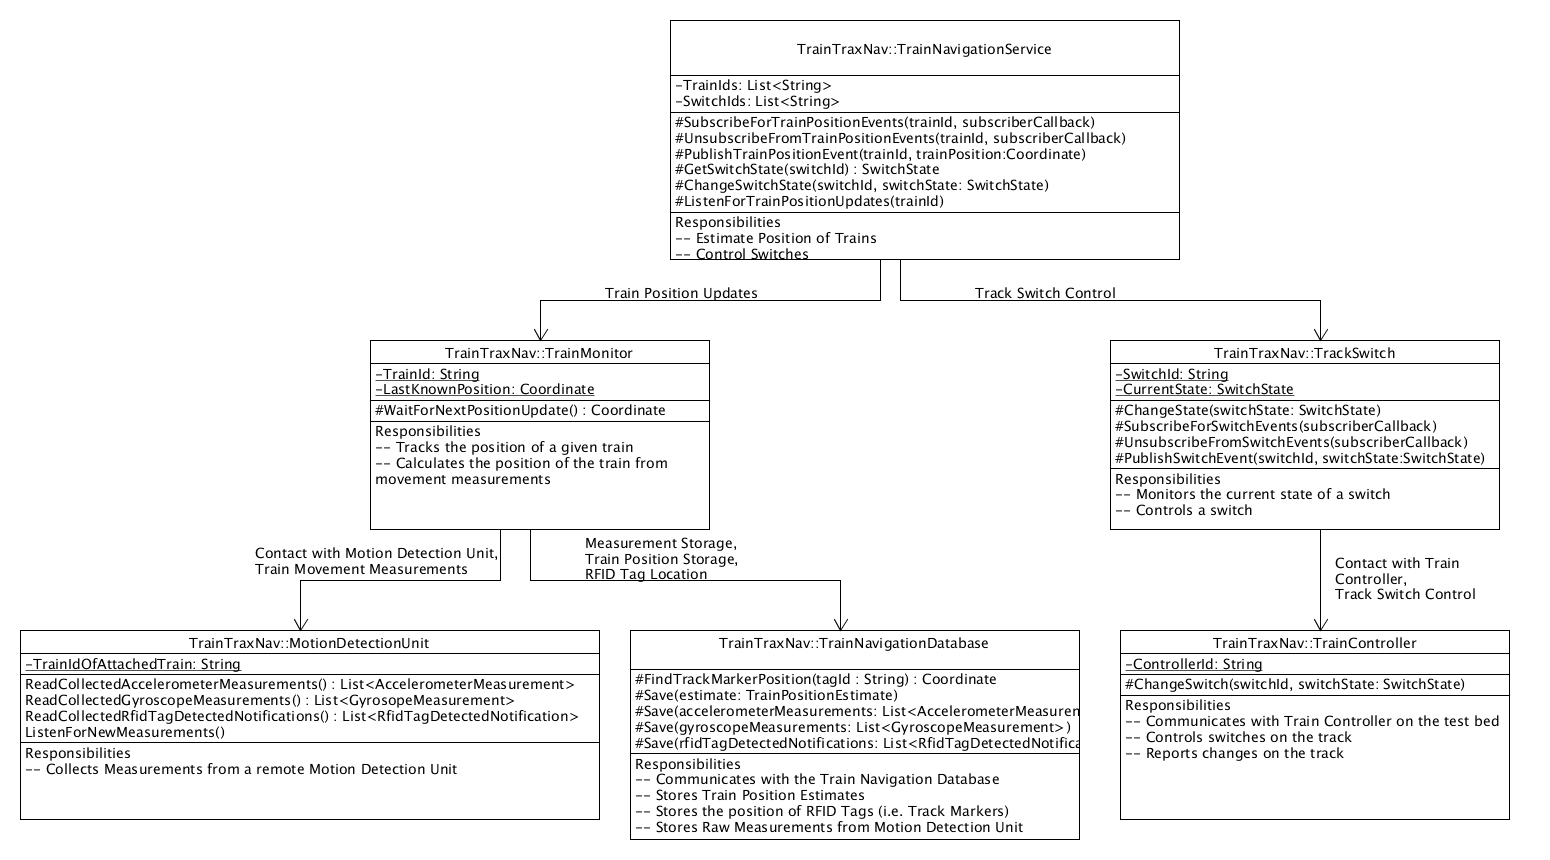 TrainTraxNav::TrainNavigationService
-TrainIds: List<String>
-SwitchIds: List<String>
#SubscribeForTrainPositionEvents(trainId, subscriberCallback)
#UnsubscribeFromTrainPositionEvents(trainId, subscriberCallback)
#PublishTrainPositionEvent(trainId, trainPosition:Coordinate)
#GetSwitchState(switchId) : SwitchState
#ChangeSwitchState(switchId, switchState: SwitchState)
#ListenForTrainPositionUpdates(trainId)
Responsibilities
-- Estimate Position of Trains
-- Control Switches
Train Position Updates
Track Switch Control
TrainTraxNav::TrainMonitor
-TrainId: String
-LastKnownPosition: Coordinate
#WaitForNextPositionUpdate() : Coordinate
Responsibilities
-- Tracks the position of a given train
-- Calculates the position of the train from
movement measurements
TrainTraxNav::TrackSwitch
-SwitchId: String
-CurrentState: SwitchState
#ChangeState(switchState: SwitchState)
#SubscribeForSwitchEvents(subscriberCallback)
#UnsubscribeFromSwitchEvents(subscriberCallback)
#PublishSwitchEvent(switchId, switchState:SwitchState)
Responsibilities
-- Monitors the current state of a switch
-- Controls a switch
Contact with Motion Detection Unit,
Train Movement Measurements
Measurement Storage,
Train Position Storage,
RFID Tag Location
Contact with Train
Controller,
Track Switch Control
TrainTraxNav::MotionDetectionUnit
-TrainIdOfAttachedTrain: String
ReadCollectedAccelerometerMeasurements() : List<AccelerometerMeasurement>
ReadCollectedGyroscopeMeasurements() : List<GyrosopeMeasurement>
ReadCollectedRfidTagDetectedNotifications() : List<RfidTagDetectedNotification>
ListenForNewMeasurements()
Responsibilities
-- Collects Measurements from a remote Motion Detection Unit
TrainTraxNav::TrainNavigationDatabase
#FindTrackMarkerPosition(tagId : String) : Coordinate
#Save(estimate: TrainPositionEstimate)
#Save(accelerometerMeasurements: List<AccelerometerMeasuren
#Save(gyroscopeMeasurements: List<GyroscopeMeasurement>)
#Save(rfidTagDetectedNotifications: List<RfidTagDetectedNotifica
Responsibilities
-- Communicates with the Train Navigation Database
-- Stores Train Position Estimates
-- Stores the position of RFID Tags (i.e. Track Markers)
-- Stores Raw Measurements from Motion Detection Unit
TrainTraxNav::TrainController
-ControllerId: String
#ChangeSwitch(switchId, switchState: SwitchState)
Responsibilities
-- Communicates with Train Controller on the test bed
-- Controls switches on the track
-- Reports changes on the track